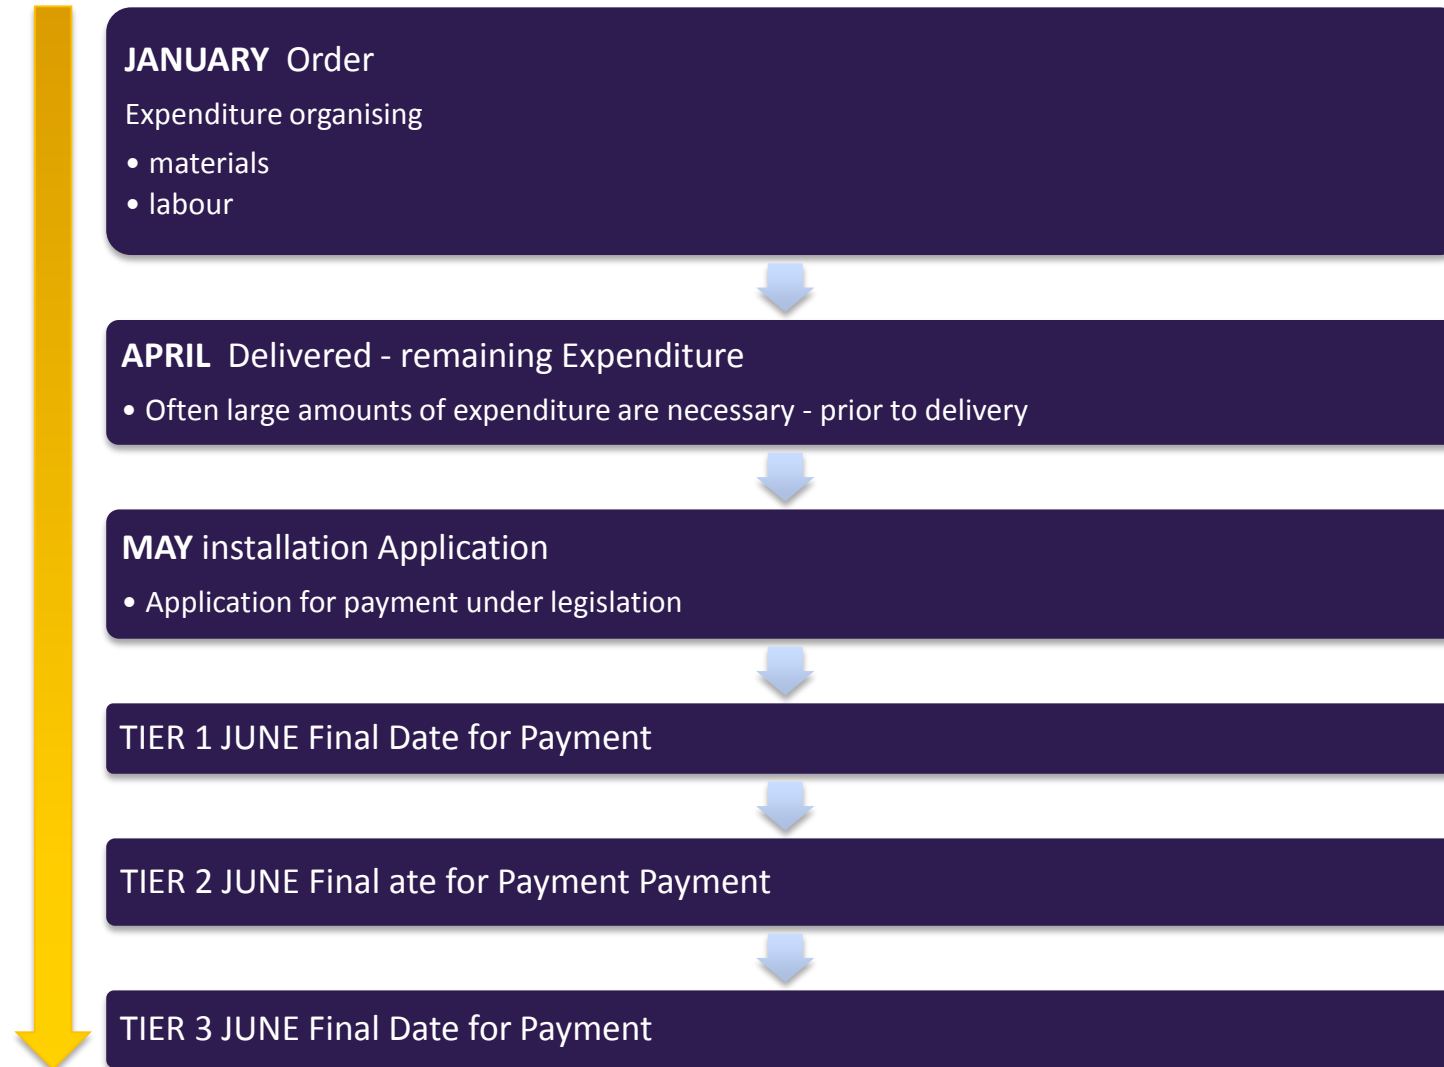 JANUARY Order
Expenditure organising
• materials
• labour
APRIL Delivered - remaining Expenditure
• Often large amounts of expenditure are necessary - prior to delivery
MAY installation Application
• Application for payment under legislation
TIER 1 JUNE Final Date for Payment
TIER 2 JUNE Final ate for Payment Payment
TIER 3 JUNE Final Date for Payment